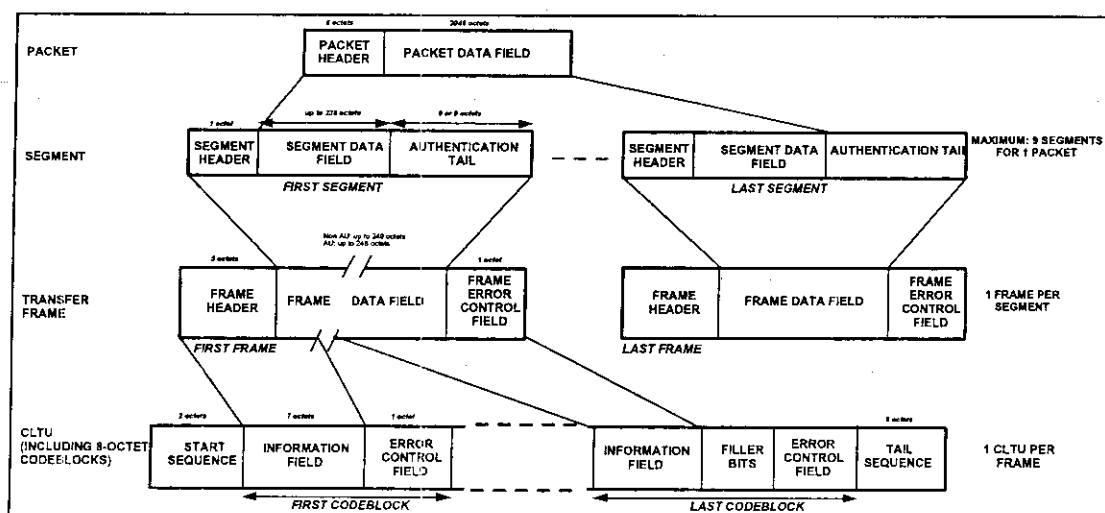 6 octets 2048 octets
PACKET
PACKET
HEADER
PACKET DATA FIELD
1 octet up to 228 octets 0 or 9 octets
SEGMENT
SEGMENT
HEADER
SEGMENT DATA
FIELD
AUTHENTICATION
TAIL
FIRST SEGMENT
SEGMENT
HEADER
SEGMENT DATA
FIELD
AUTHENTICATION TAIL
LAST SEGMENT
MAXIMUM: 9 SEGMENTS
FOR 1 PACKET
Non AU: up to 249 octets
AU: up to 248 octets
5 octets 1 octet
TRANSFER
FRAME
FRAME
HEADER
FRAME DATA FIELD
FRAME
ERROR
CONTROL
FIELD
FIRST FRAME
FRAME
HEADER
FRAME DATA FIELD
FRAME
ERROR
CONTROL
FIELD
LAST FRAME
1 FRAME PER
SEGMENT
2 octets 7 octets 1 octet 8 octets
CLTU
(INCLUDING 8-OCTET
CODEBLOCKS)
START
SEQUENCE
INFORMATION
FIELD
ERROR
CONTROL
FIELD
FIRST CODEBLOCK
INFORMATION
FIELD
FILLER
BITS
ERROR
CONTROL
FIELD
TAIL
SEQUENCE
LAST CODEBLOCK
1 CLTU PER
FRAME